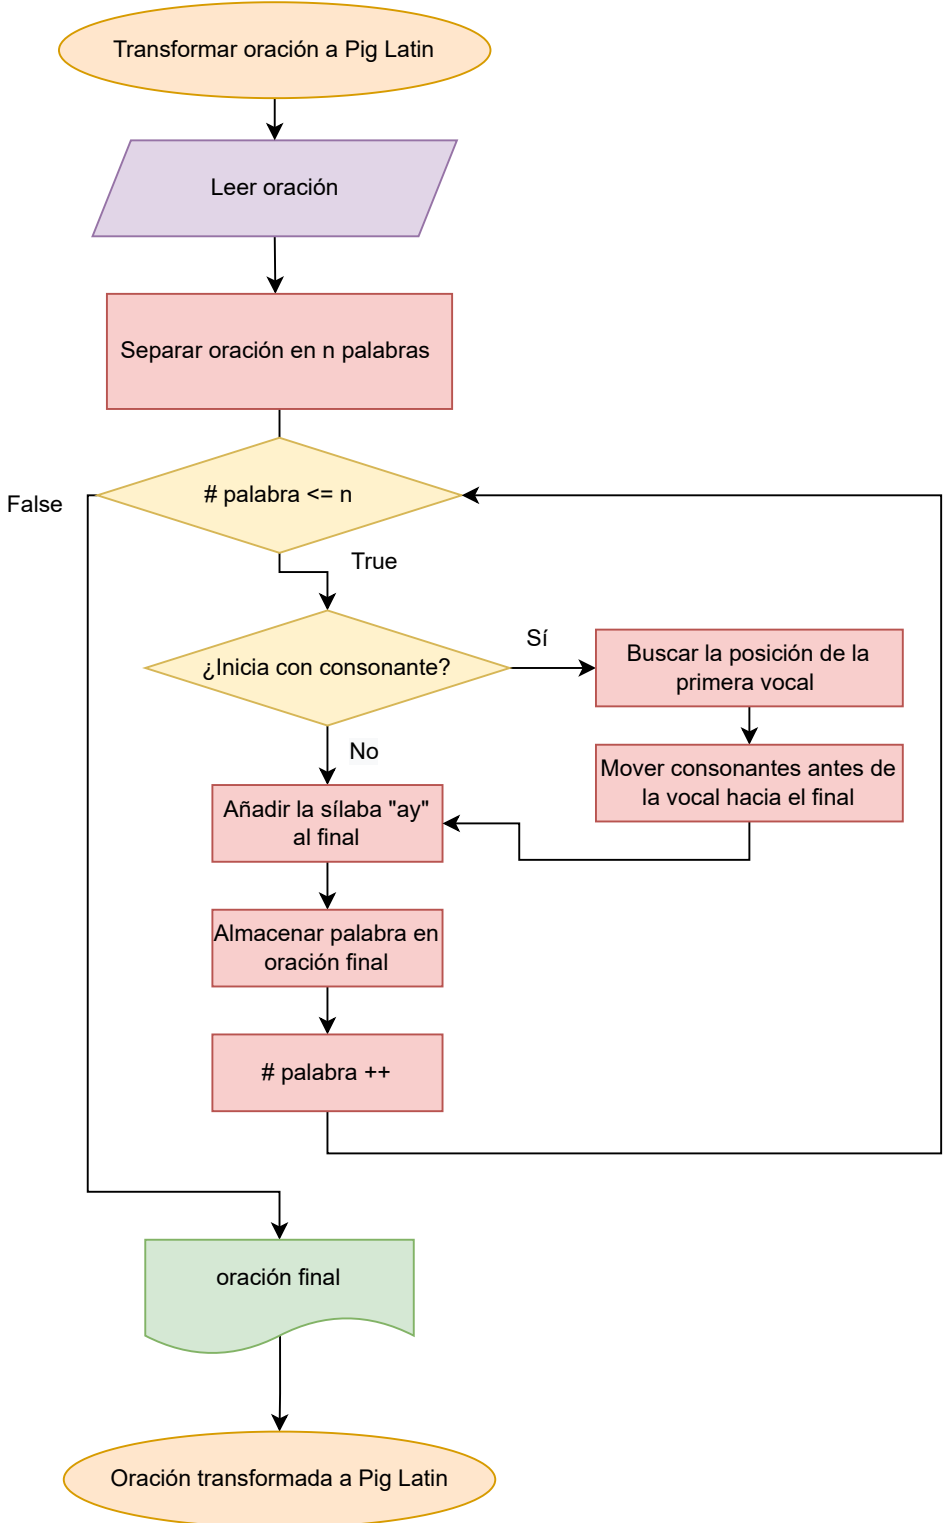 Transformar oración a Pig Latin
Leer oración
Separar oración en n palabras
# palabra <= n
False
True
¿Inicia con consonante?
Sí
Buscar la posición de la
primera vocal
No
Mover consonantes antes de
la vocal hacia el final
Añadir la sílaba "ay"
al final
Almacenar palabra en
oración final
# palabra ++
oración final
Oración transformada a Pig Latin